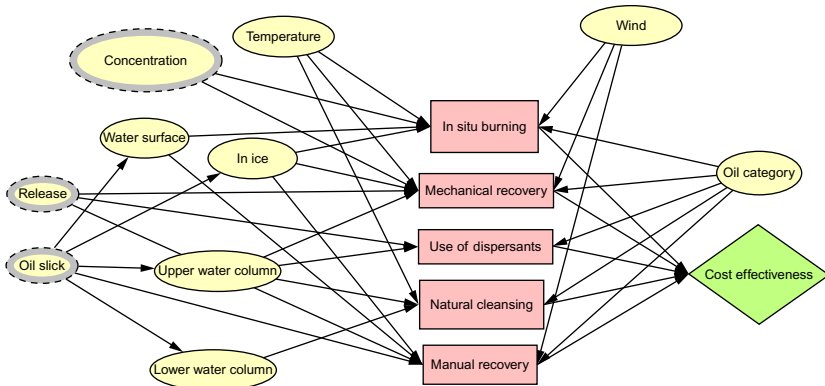 Temperature
Wind
Concentration
In situ burning
Water surface
In ice
Oil category
Release
Mechanical recovery
Use of dispersants
Oil slick
Upper water column
Cost effectiveness
Natural cleansing
Lower water column
Manual recovery